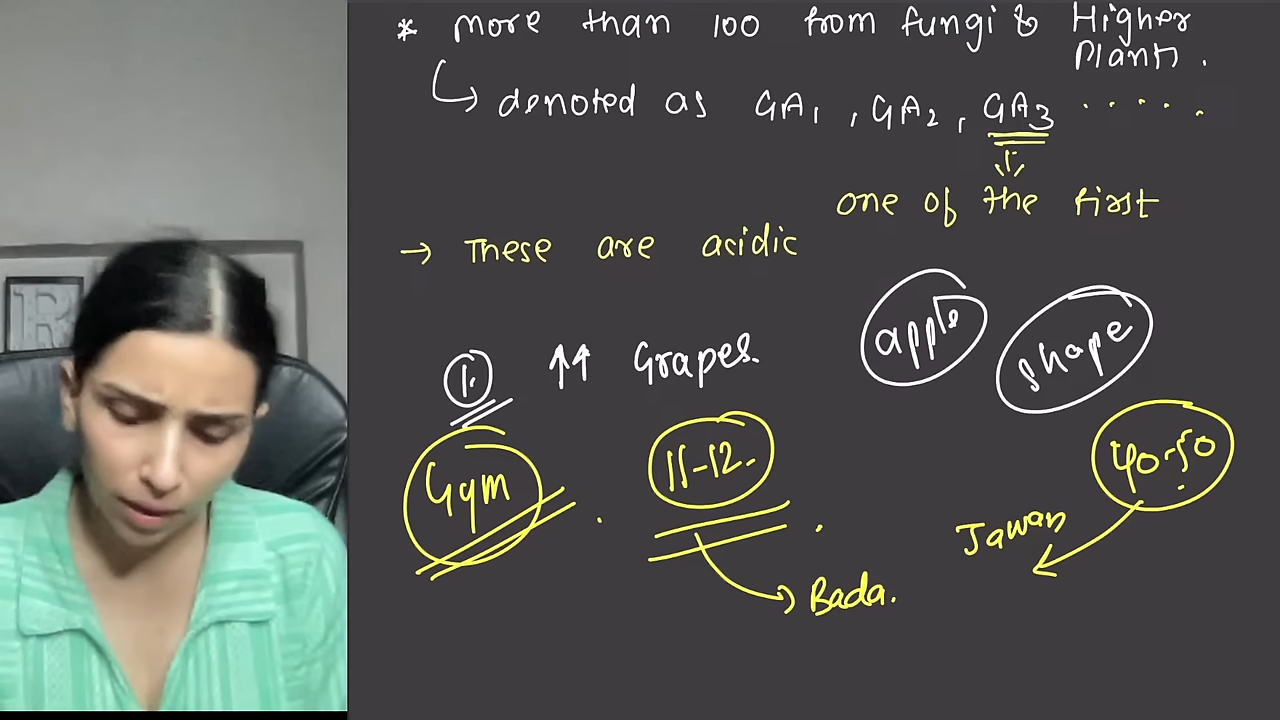 * more than 100 from fungi & Higher
Plants.
↳ denoted as GA1, GA2, GA3 .....
one of the first
→ These are acidic
apple
shape
1. ↑↑ Grapes.
Gym
11-12.
40-50
Jawan
Bada.
R